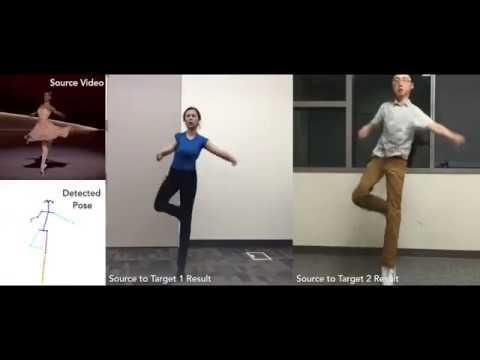 Source Video
Detected
Pose
Source to Target 1 Result
Source to Target 2 Result